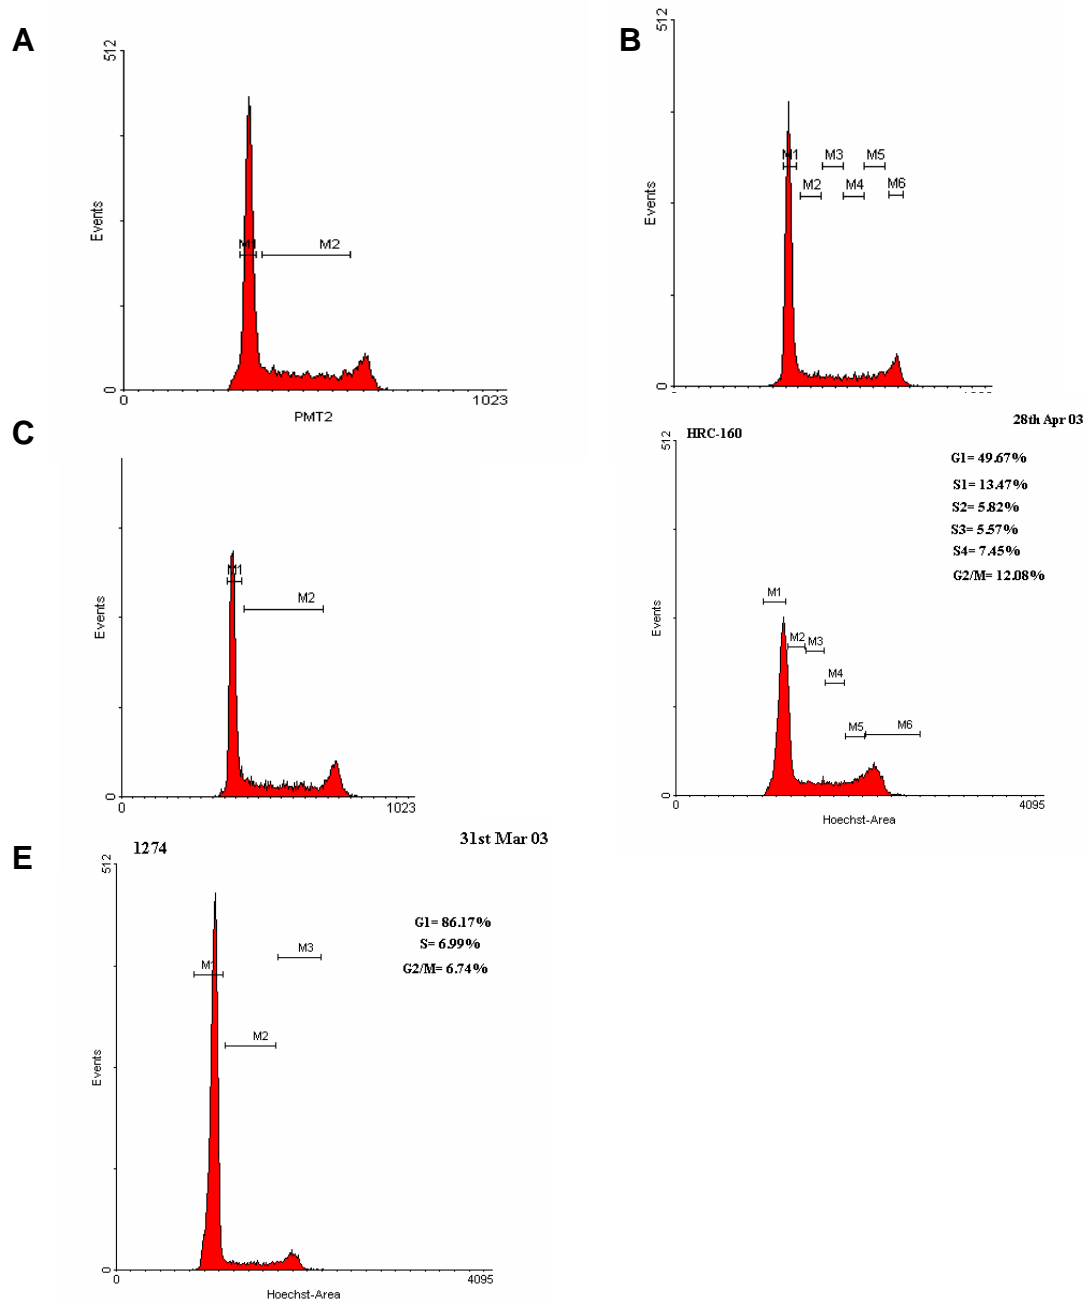 A
512
Events
M1
M2
0
0
1023
PMT2
B
512
Events
M1
M3
M5
M2
M4
M6
0
0
C
Events
M1
M2
0
0
1023
28th Apr 03
HRC-160
512
G1= 49.67%
S1= 13.47%
S2= 5.82%
S3= 5.57%
S4= 7.45%
G2/M= 12.08%
Events
M1
M2
M3
M4
M5
M6
0
0
4095
Hoechst-Area
E
1274
31st Mar 03
512
G1= 86.17%
S= 6.99%
G2/M= 6.74%
Events
M1
M3
M2
0
0
4095
Hoechst-Area